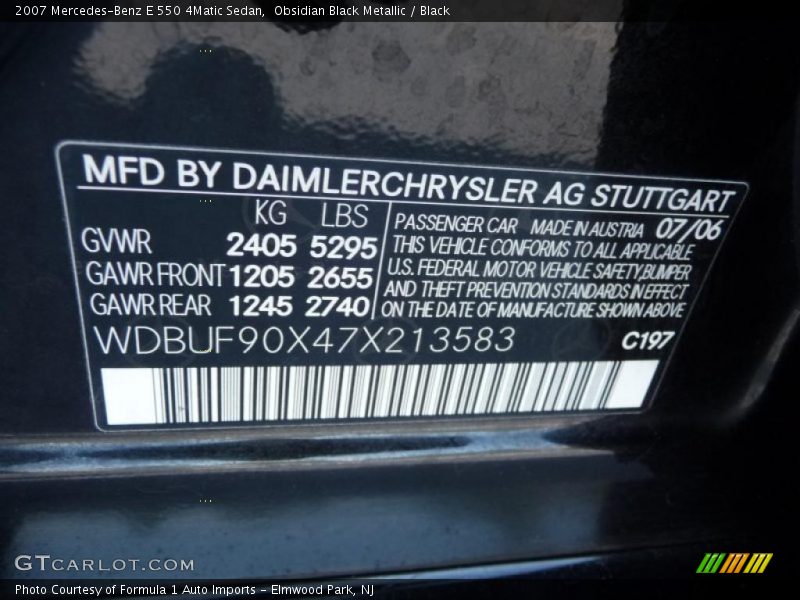 2007 Mercedes-Benz E 550 4Matic Sedan,  Obsidian Black Metallic / Black
MFD BY DAIMLERCHRYSLER AG STUTTGART
KG LBS
GVWR 2405 5295
GAWR FRONT 1205 2655
GAWR REAR 1245 2740
PASSENGER CAR MADE IN AUSTRIA 07/06
THIS VEHICLE CONFORMS TO ALL APPLICABLE
U.S. FEDERAL MOTOR VEHICLE SAFETY,BUMPER
AND THEFT PREVENTION STANDARDS IN EFFECT
ON THE DATE OF MANUFACTURE SHOWN ABOVE
WDBUF90X47X213583 C197
GTCARLOT.COM
Photo Courtesy of Formula 1 Auto Imports - Elmwood Park, NJ